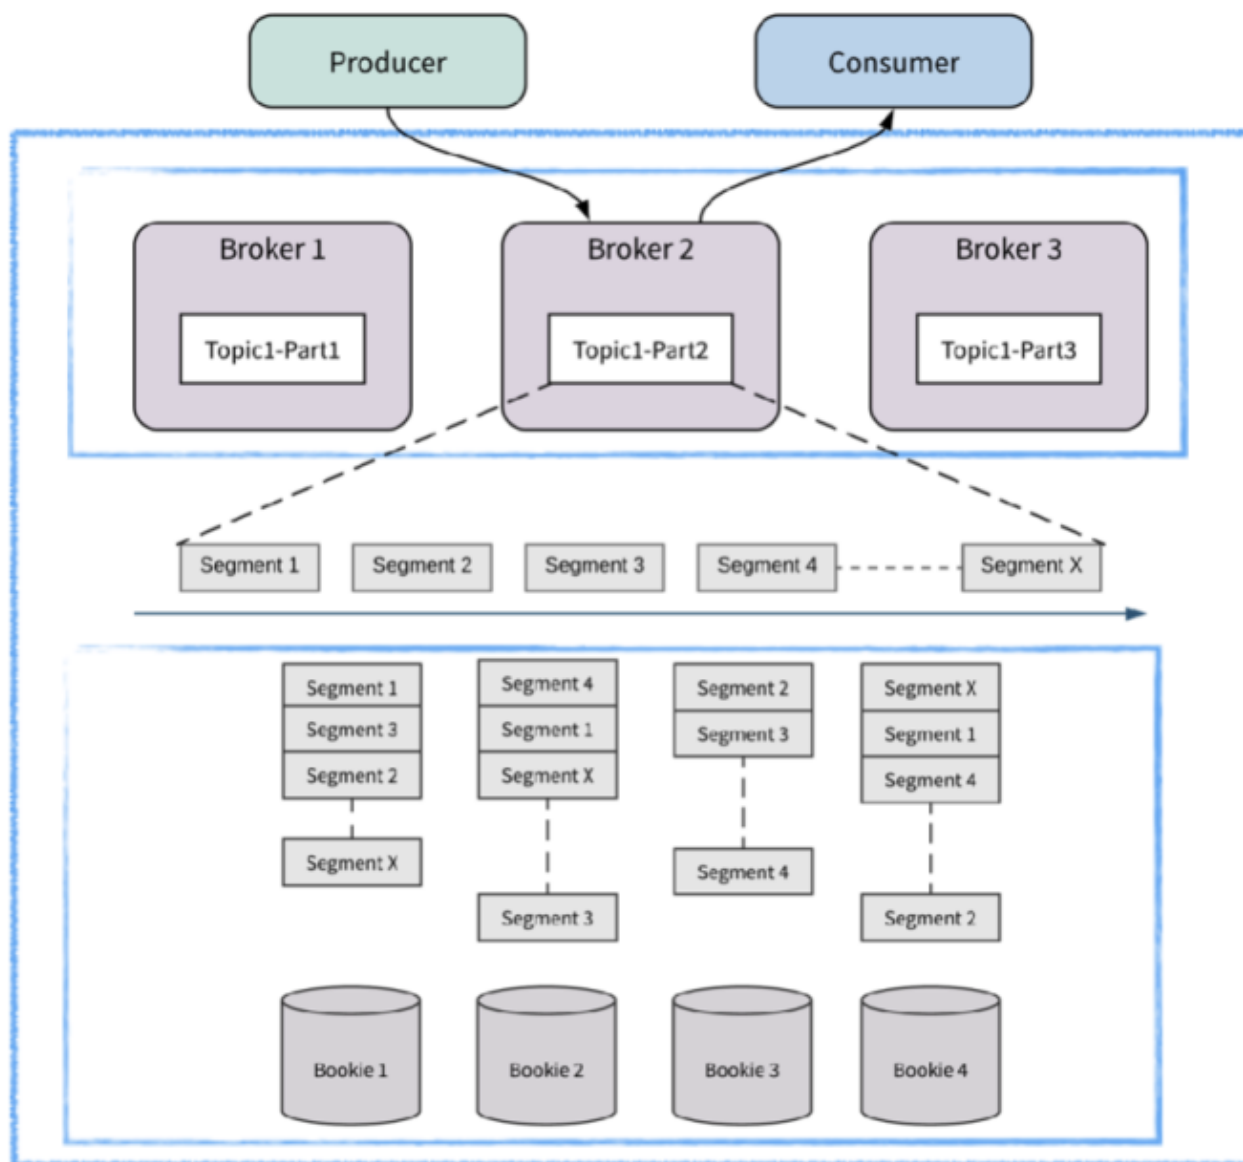 Producer
Consumer
Broker 1
Broker 2
Broker 3
Topic1-Part1
Topic1-Part2
Topic1-Part3
Segment 1
Segment 2
Segment 3
Segment 4
Segment X
Segment 1
Segment 3
Segment 2
Segment X
Segment 4
Segment 1
Segment X
Segment 3
Segment 2
Segment 3
Segment 4
Segment X
Segment 1
Segment 4
Segment 2
Bookie 1
Bookie 2
Bookie 3
Bookie 4